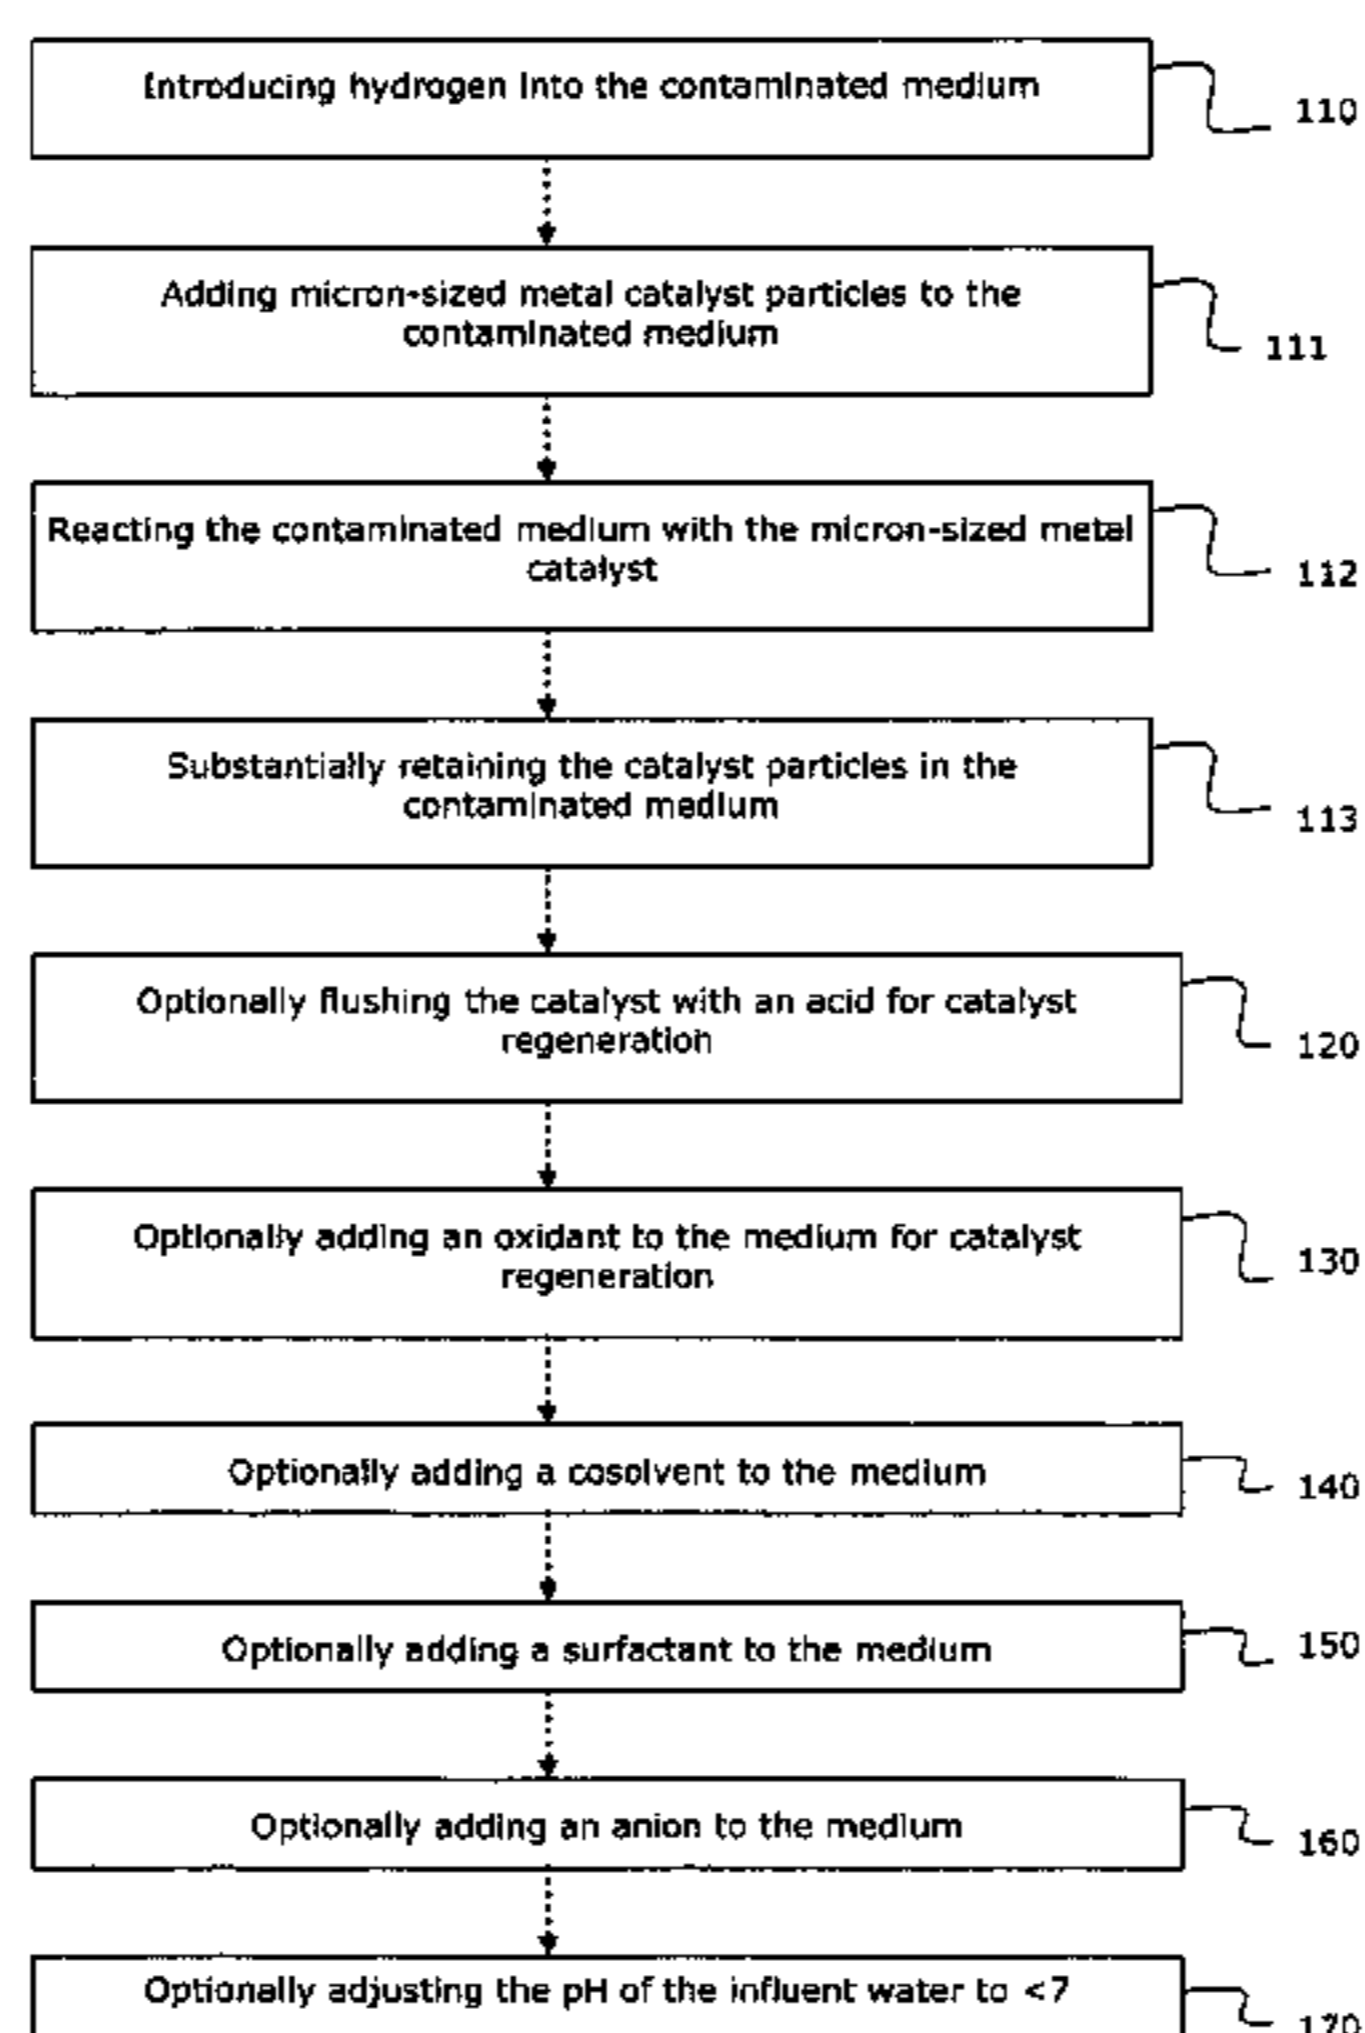 Introducing hydrogen into the contaminated medium
110
Adding micron-sized metal catalyst particles to the
contaminated medium
111
Reacting the contaminated medium with the micron-sized metal
catalyst
112
Substantially retaining the catalyst particles in the
contaminated medium
113
Optionally flushing the catalyst with an acid for catalyst
regeneration
120
Optionally adding an oxidant to the medium for catalyst
regeneration
130
Optionally adding a cosolvent to the medium
140
Optionally adding a surfactant to the medium
150
Optionally adding an anion to the medium
160
Optionally adjusting the pH of the influent water to <7
170